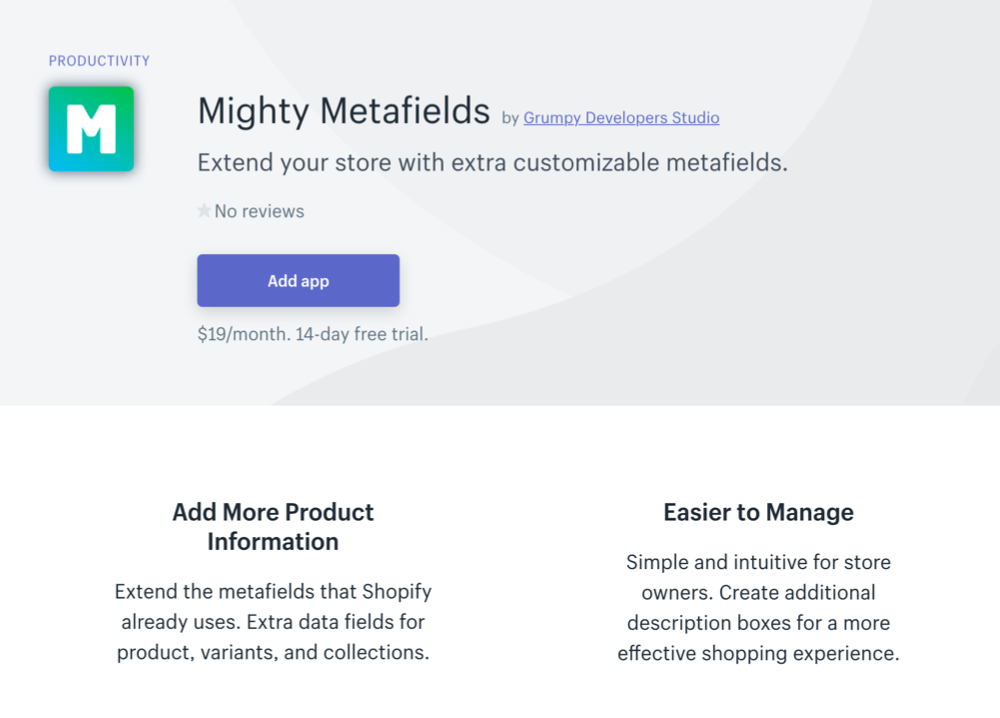 PRODUCTIVITY
M
Mighty Metafields by Grumpy Developers Studio
Extend your store with extra customizable metafields.
No reviews
Add app
$19/month. 14-day free trial.
Add More Product
Information
Extend the metafields that Shopify
already uses. Extra data fields for
product, variants, and collections.
Easier to Manage
Simple and intuitive for store
owners. Create additional
description boxes for a more
effective shopping experience.